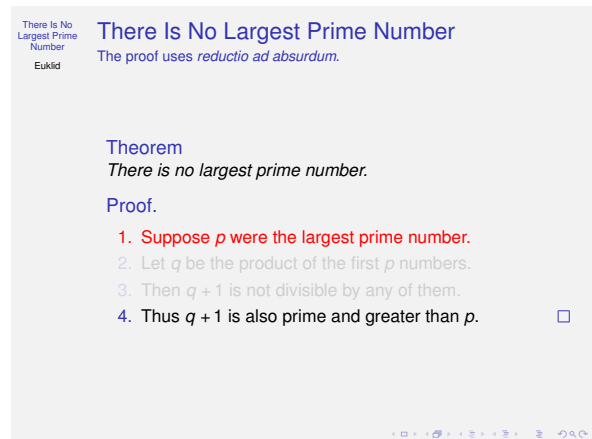 There Is No
Largest Prime
Number
Euklid
There Is No Largest Prime Number
The proof uses reductio ad absurdum.
Theorem
There is no largest prime number.
Proof.
1. Suppose p were the largest prime number.
2. Let q be the product of the first p numbers.
3. Then q + 1 is not divisible by any of them.
4. Thus q + 1 is also prime and greater than p.